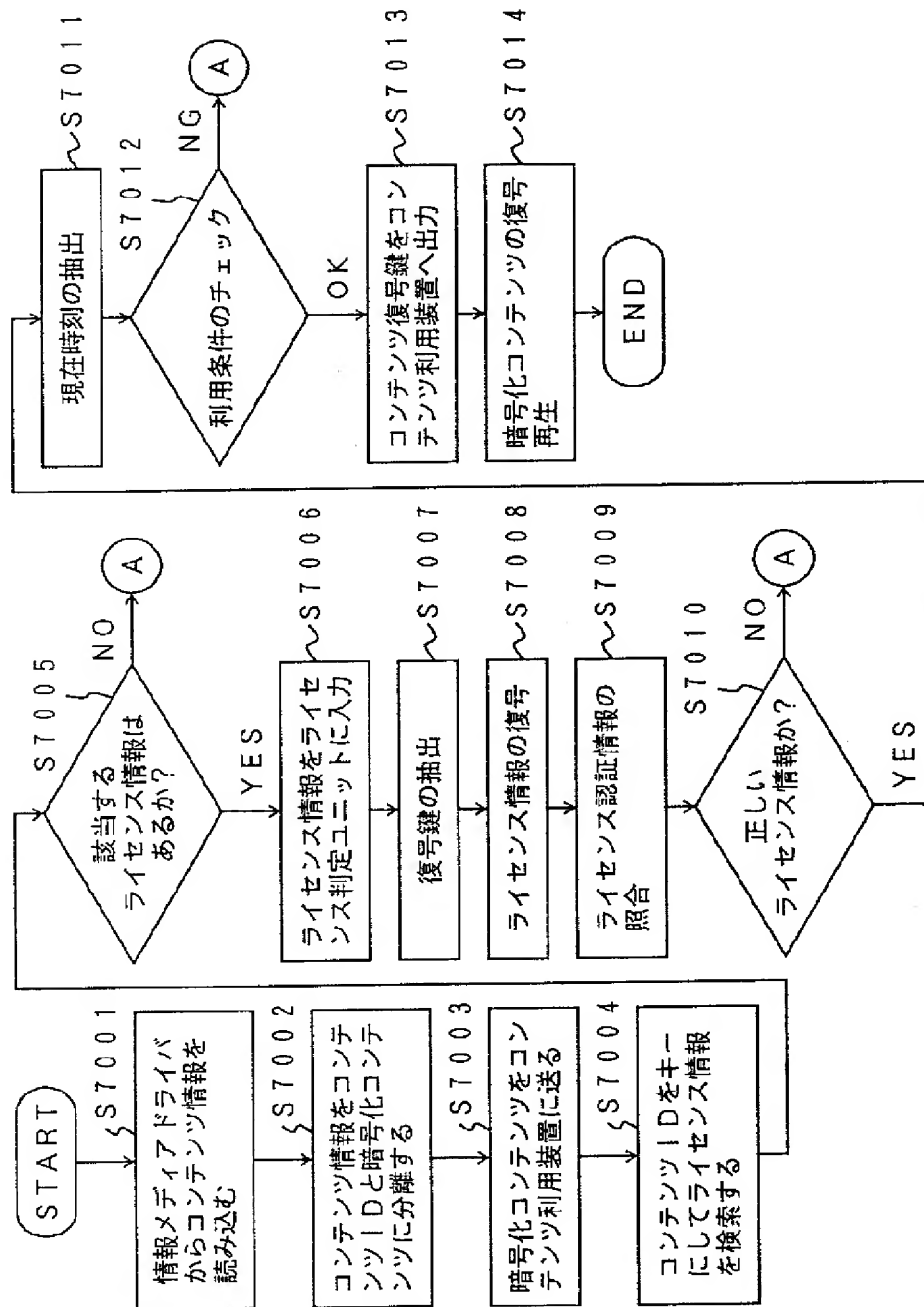 START
S7001
情報メディアドライバ
からコンテンツ情報を
読み込む
S7002
コンテンツ情報をコンテ
ンツIDと暗号化コンテ
ンツに分離する
S7003
暗号化コンテンツをコン
テンツ利用装置に送る
S7004
コンテンツIDをキー
にしてライセンス情報
を検索する
S7005
該当する
ライセンス情報は
あるか?
NO
A
YES
S7006
ライセンス情報をライセ
ンス判定ユニットに入力
S7007
復号鍵の抽出
S7008
ライセンス情報の復号
S7009
ライセンス認証情報の
照合
S7010
正しい
ライセンス情報か?
NO
A
YES
S7011
現在時刻の抽出
S7012
利用条件のチェック
NG
A
OK
S7013
コンテンツ復号鍵をコン
テンツ利用装置へ出力
S7014
暗号化コンテンツの復号
再生
END